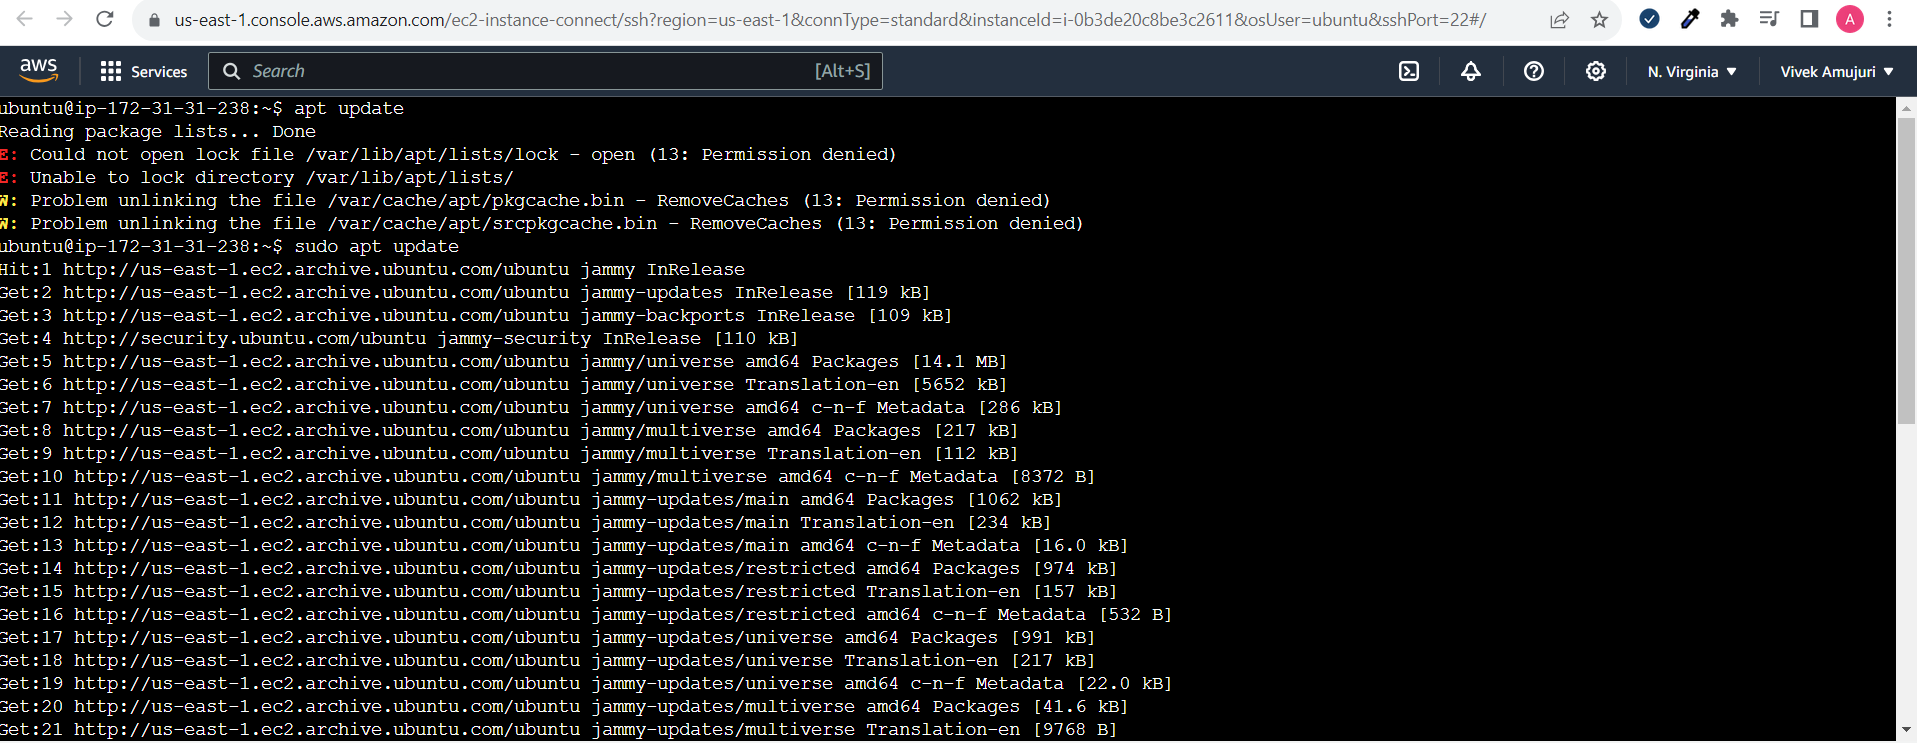 us-east-1.console.aws.amazon.com/ec2-instance-connect/ssh?region=us-east-1&connType=standard&instanceId=i-0b3de20c8be3c2611&osUser=ubuntu&sshPort=22#/
A
aws Services Search [Alt+S] N. Virginia Vivek Amujuri
ubuntu@ip-172-31-31-238:~$ apt update
Reading package lists... Done
E: Could not open lock file /var/lib/apt/lists/lock - open (13: Permission denied)
E: Unable to lock directory /var/lib/apt/lists/
W: Problem unlinking the file /var/cache/apt/pkgcache.bin - RemoveCaches (13: Permission denied)
W: Problem unlinking the file /var/cache/apt/srcpkgcache.bin - RemoveCaches (13: Permission denied)
ubuntu@ip-172-31-31-238:~$ sudo apt update
Hit:1 http://us-east-1.ec2.archive.ubuntu.com/ubuntu jammy InRelease
Get:2 http://us-east-1.ec2.archive.ubuntu.com/ubuntu jammy-updates InRelease [119 kB]
Get:3 http://us-east-1.ec2.archive.ubuntu.com/ubuntu jammy-backports InRelease [109 kB]
Get:4 http://security.ubuntu.com/ubuntu jammy-security InRelease [110 kB]
Get:5 http://us-east-1.ec2.archive.ubuntu.com/ubuntu jammy/universe amd64 Packages [14.1 MB]
Get:6 http://us-east-1.ec2.archive.ubuntu.com/ubuntu jammy/universe Translation-en [5652 kB]
Get:7 http://us-east-1.ec2.archive.ubuntu.com/ubuntu jammy/universe amd64 c-n-f Metadata [286 kB]
Get:8 http://us-east-1.ec2.archive.ubuntu.com/ubuntu jammy/multiverse amd64 Packages [217 kB]
Get:9 http://us-east-1.ec2.archive.ubuntu.com/ubuntu jammy/multiverse Translation-en [112 kB]
Get:10 http://us-east-1.ec2.archive.ubuntu.com/ubuntu jammy/multiverse amd64 c-n-f Metadata [8372 B]
Get:11 http://us-east-1.ec2.archive.ubuntu.com/ubuntu jammy-updates/main amd64 Packages [1062 kB]
Get:12 http://us-east-1.ec2.archive.ubuntu.com/ubuntu jammy-updates/main Translation-en [234 kB]
Get:13 http://us-east-1.ec2.archive.ubuntu.com/ubuntu jammy-updates/main amd64 c-n-f Metadata [16.0 kB]
Get:14 http://us-east-1.ec2.archive.ubuntu.com/ubuntu jammy-updates/restricted amd64 Packages [974 kB]
Get:15 http://us-east-1.ec2.archive.ubuntu.com/ubuntu jammy-updates/restricted Translation-en [157 kB]
Get:16 http://us-east-1.ec2.archive.ubuntu.com/ubuntu jammy-updates/restricted amd64 c-n-f Metadata [532 B]
Get:17 http://us-east-1.ec2.archive.ubuntu.com/ubuntu jammy-updates/universe amd64 Packages [991 kB]
Get:18 http://us-east-1.ec2.archive.ubuntu.com/ubuntu jammy-updates/universe Translation-en [217 kB]
Get:19 http://us-east-1.ec2.archive.ubuntu.com/ubuntu jammy-updates/universe amd64 c-n-f Metadata [22.0 kB]
Get:20 http://us-east-1.ec2.archive.ubuntu.com/ubuntu jammy-updates/multiverse amd64 Packages [41.6 kB]
Get:21 http://us-east-1.ec2.archive.ubuntu.com/ubuntu jammy-updates/multiverse Translation-en [9768 B]